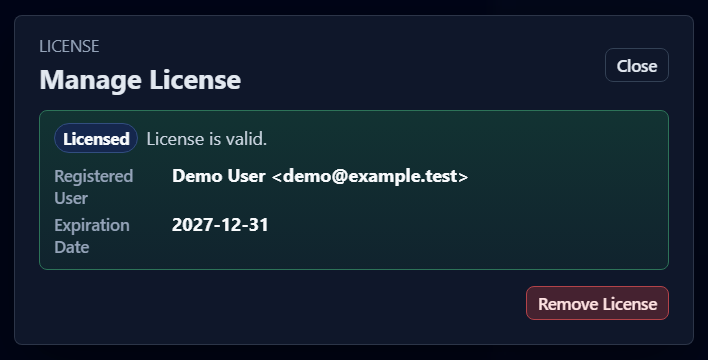 LICENSE
Manage License
Close
Licensed
License is valid.
Registered
User
Demo User <demo@example.test>
Expiration
Date
2027-12-31
Remove License